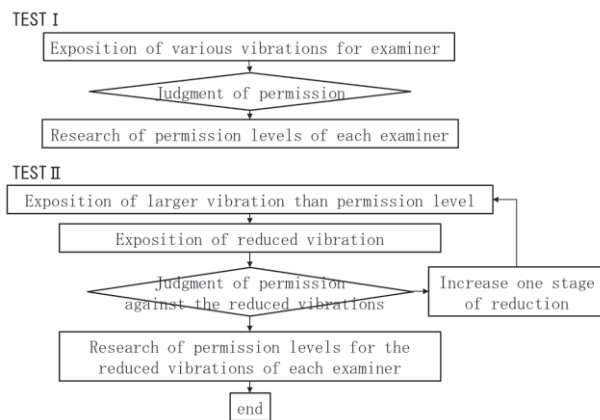 TEST Ⅰ
Exposition of various vibrations for examiner
Judgment of permission
Research of permission levels of each examiner
TEST Ⅱ
Exposition of larger vibration than permission level
Exposition of reduced vibration
Judgment of permission
against the reduced vibrations
Increase one stage
of reduction
Research of permission levels for the
reduced vibrations of each examiner
end